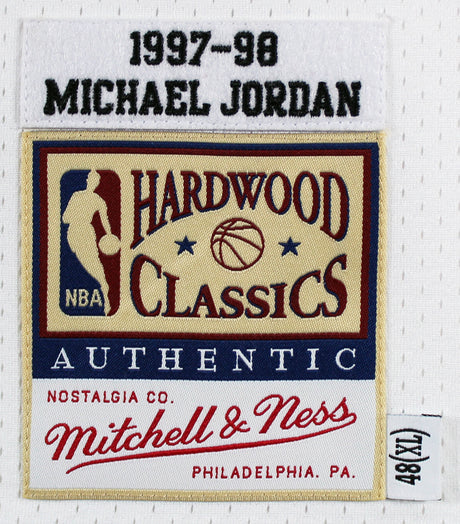 1997-98
MICHAEL JORDAN
HARDWOOD
NBA
CLASSICS
AUTHENTIC
NOSTALGIA CO.
Mitchell & Ness
PHILADELPHIA. PA.
48(XL)